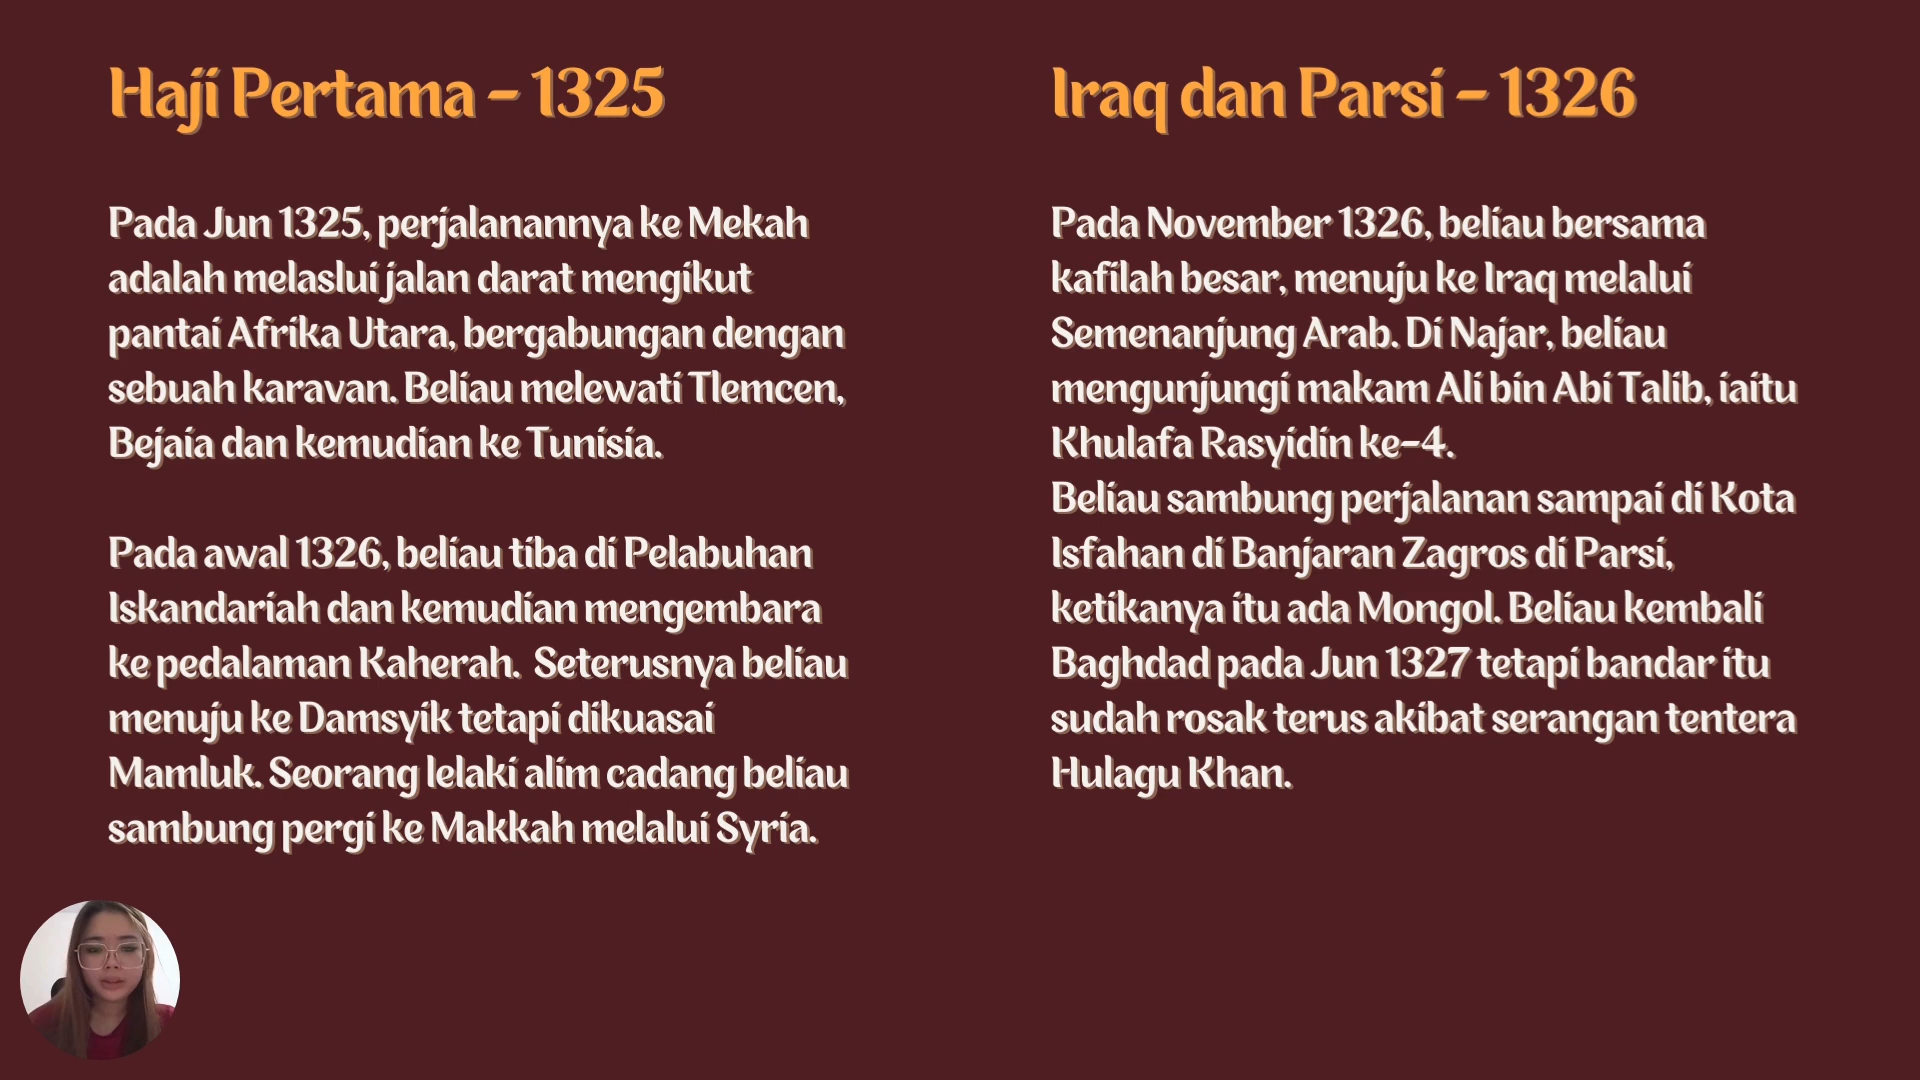 Haji Pertama - 1325
Pada Jun 1325, perjalanannya ke Mekah
adalah melaslui jalan darat mengikut
pantai Afrika Utara, bergabungan dengan
sebuah karavan. Beliau melewati Tlemcen,
Bejaia dan kemudian ke Tunisia.
Pada awal 1326, beliau tiba di Pelabuhan
Iskandariah dan kemudian mengembara
ke pedalaman Kaherah. Seterusnya beliau
menuju ke Damsyik tetapi dikuasai
Mamluk. Seorang lelaki alim cadang beliau
sambung pergi ke Makkah melalui Syria.
Iraq dan Parsi - 1326
Pada November 1326, beliau bersama
kafilah besar, menuju ke Iraq melalui
Semenanjung Arab. Di Najar, beliau
mengunjungi makam Ali bin Abi Talib, iaitu
Khulafa Rasyidin ke-4.
Beliau sambung perjalanan sampai di Kota
Isfahan di Banjaran Zagros di Parsi,
ketikanya itu ada Mongol. Beliau kembali
Baghdad pada Jun 1327 tetapi bandar itu
sudah rosak terus akibat serangan tentera
Hulagu Khan.